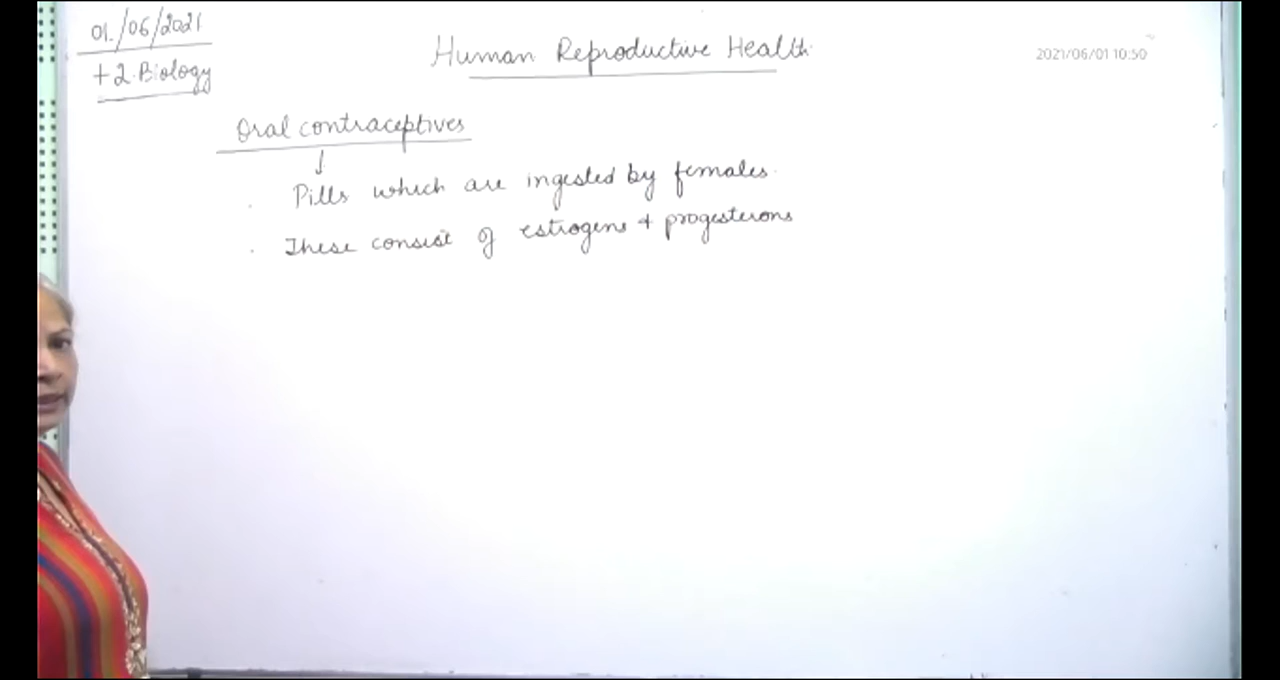 01/06/2021
+2 Biology
Human Reproductive Health
2021/06/01 10:50
Oral contraceptives
↓
. Pills which are ingested by females.
. These consist of estrogens + progesterons